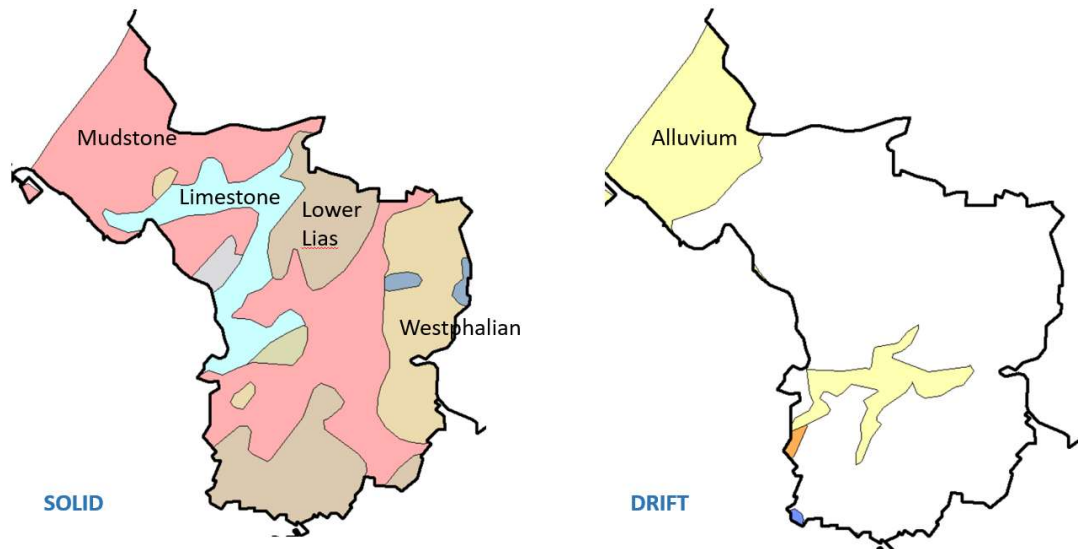 Mudstone
Limestone
Lower
Lias
Westphalian
SOLID
Alluvium
DRIFT